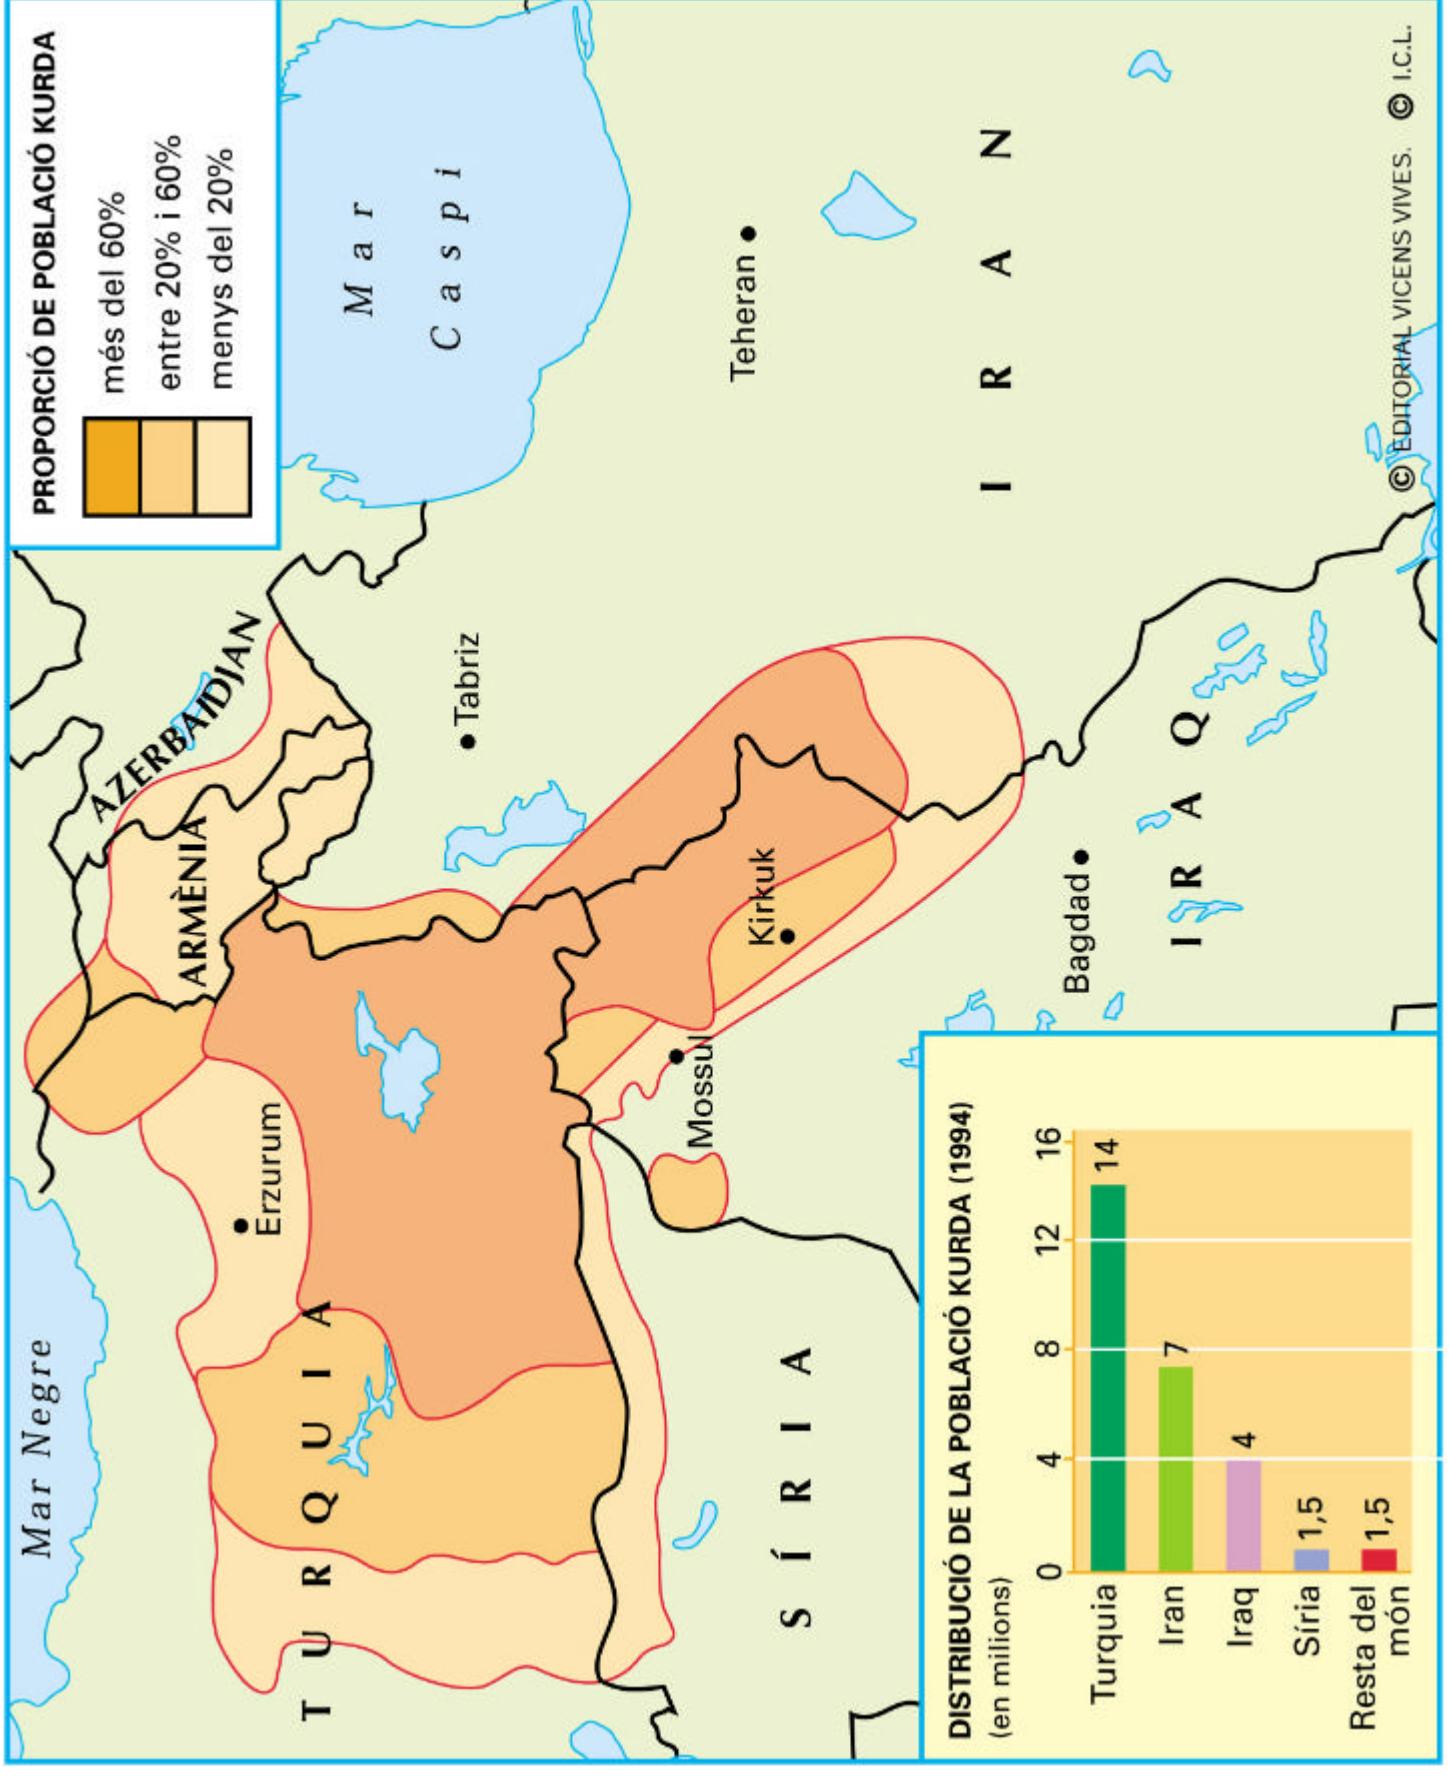 PROPORCIÓ DE POBLACIÓ KURDA
més del 60%
entre 20% i 60%
menys del 20%
Mar Negre
Mar
Caspi
AZERBAIDJAN
ARMÈNIA
Erzurum
TURQUIA
Tabriz
Teheran
Mossul
Kirkuk
SÍRIA
IRAN
Bagdad
IRAQ
DISTRIBUCIÓ DE LA POBLACIÓ KURDA (1994)
(en milions)
0 4 8 12 16
Turquia 14
Iran 7
Iraq 4
Síria 1,5
Resta del
món 1,5
© EDITORIAL VICENS VIVES. © I.C.L.